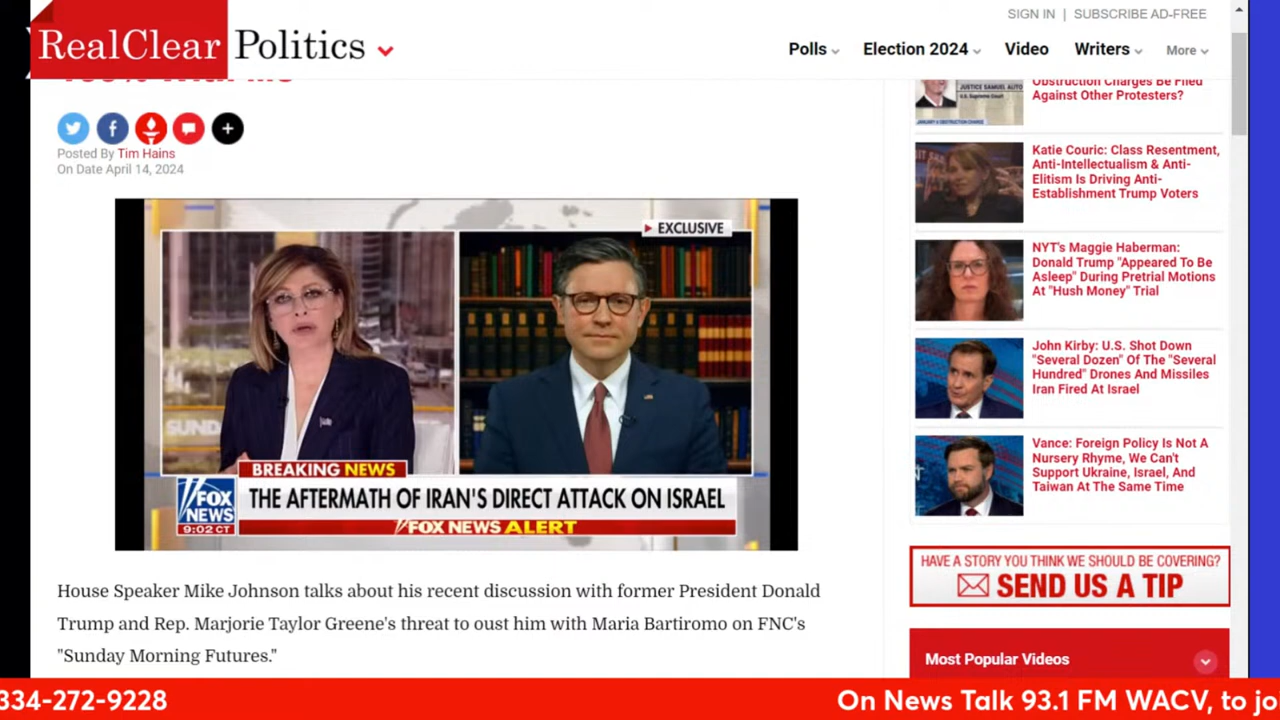 SIGN IN | SUBSCRIBE AD-FREE
RealClear Politics
Polls
Election 2024
Video
Writers
More
Posted By Tim Hains
On Date April 14, 2024
EXCLUSIVE
SUNDA
BREAKING NEWS
THE AFTERMATH OF IRAN'S DIRECT ATTACK ON ISRAEL
FOX
NEWS
9:02 CT
FOX NEWS ALERT
House Speaker Mike Johnson talks about his recent discussion with former President Donald
Trump and Rep. Marjorie Taylor Greene's threat to oust him with Maria Bartiromo on FNC's
"Sunday Morning Futures."
JUSTICE SAMUEL ALITO
U.S. Supreme Court
Obstruction Charges Be Filed
Against Other Protesters?
Katie Couric: Class Resentment,
Anti-Intellectualism & Anti-
Elitism Is Driving Anti-
Establishment Trump Voters
NYT's Maggie Haberman:
Donald Trump "Appeared To Be
Asleep" During Pretrial Motions
At "Hush Money" Trial
John Kirby: U.S. Shot Down
"Several Dozen" Of The "Several
Hundred" Drones And Missiles
Iran Fired At Israel
Vance: Foreign Policy Is Not A
Nursery Rhyme, We Can't
Support Ukraine, Israel, And
Taiwan At The Same Time
HAVE A STORY YOU THINK WE SHOULD BE COVERING?
SEND US A TIP
Most Popular Videos
334-272-9228
On News Talk 93.1 FM WACV, to jo